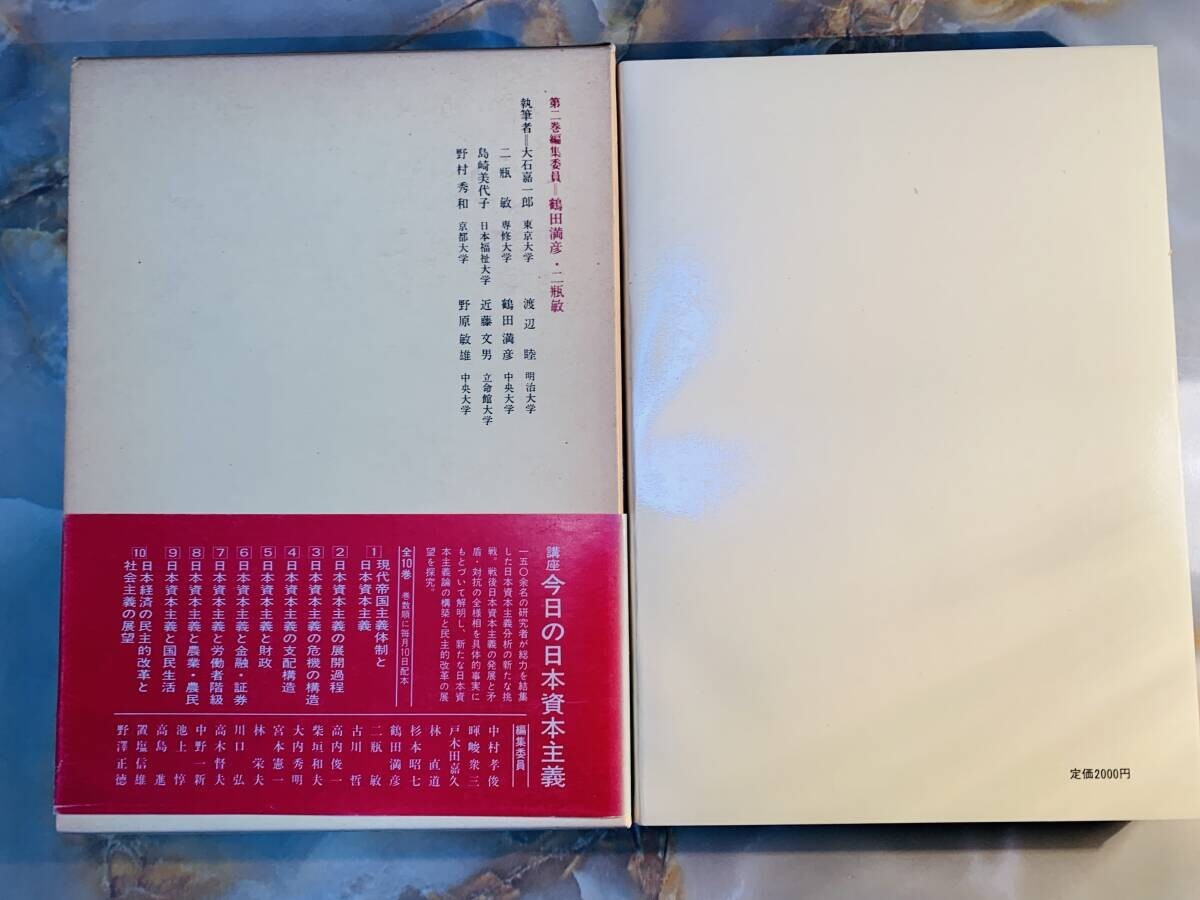 第二巻編集委員＝鶴田満彦・二瓶敏
執筆者＝大石嘉一郎 東京大学 渡辺睦 明治大学
二瓶敏 専修大学 鶴田満彦 中央大学
島崎美代子 日本福祉大学 近藤文男 立命館大学
野村秀和 京都大学 野原敏雄 中央大学
講座 今日の日本資本主義
一五〇余名の研究者が総力を結集
した日本資本主義分析の新たな挑
戦。戦後日本資本主義の発展と矛
盾・対抗の全様相を具体的事実に
もとづいて解明し、新たな日本資
本主義論の構築と民主的改革の展
望を探究。
全10巻 巻数順に毎月10日配本
1 現代帝国主義体制と
日本資本主義
2 日本資本主義の展開過程
3 日本資本主義の危機の構造
4 日本資本主義の支配構造
5 日本資本主義と財政
6 日本資本主義と金融・証券
7 日本資本主義と労働者階級
8 日本資本主義と農業・農民
9 日本資本主義と国民生活
10 日本経済の民主的改革と
社会主義の展望
編集委員
中村孝俊
暉峻衆三
戸木田嘉久
林直道
杉本昭七
鶴田満彦
二瓶敏
古川哲
高内俊一
柴垣和夫
大内秀明
宮本憲一
林栄夫
川口弘
高木督夫
中野一新
池上惇
高島進
置塩信雄
野澤正徳
定価2000円